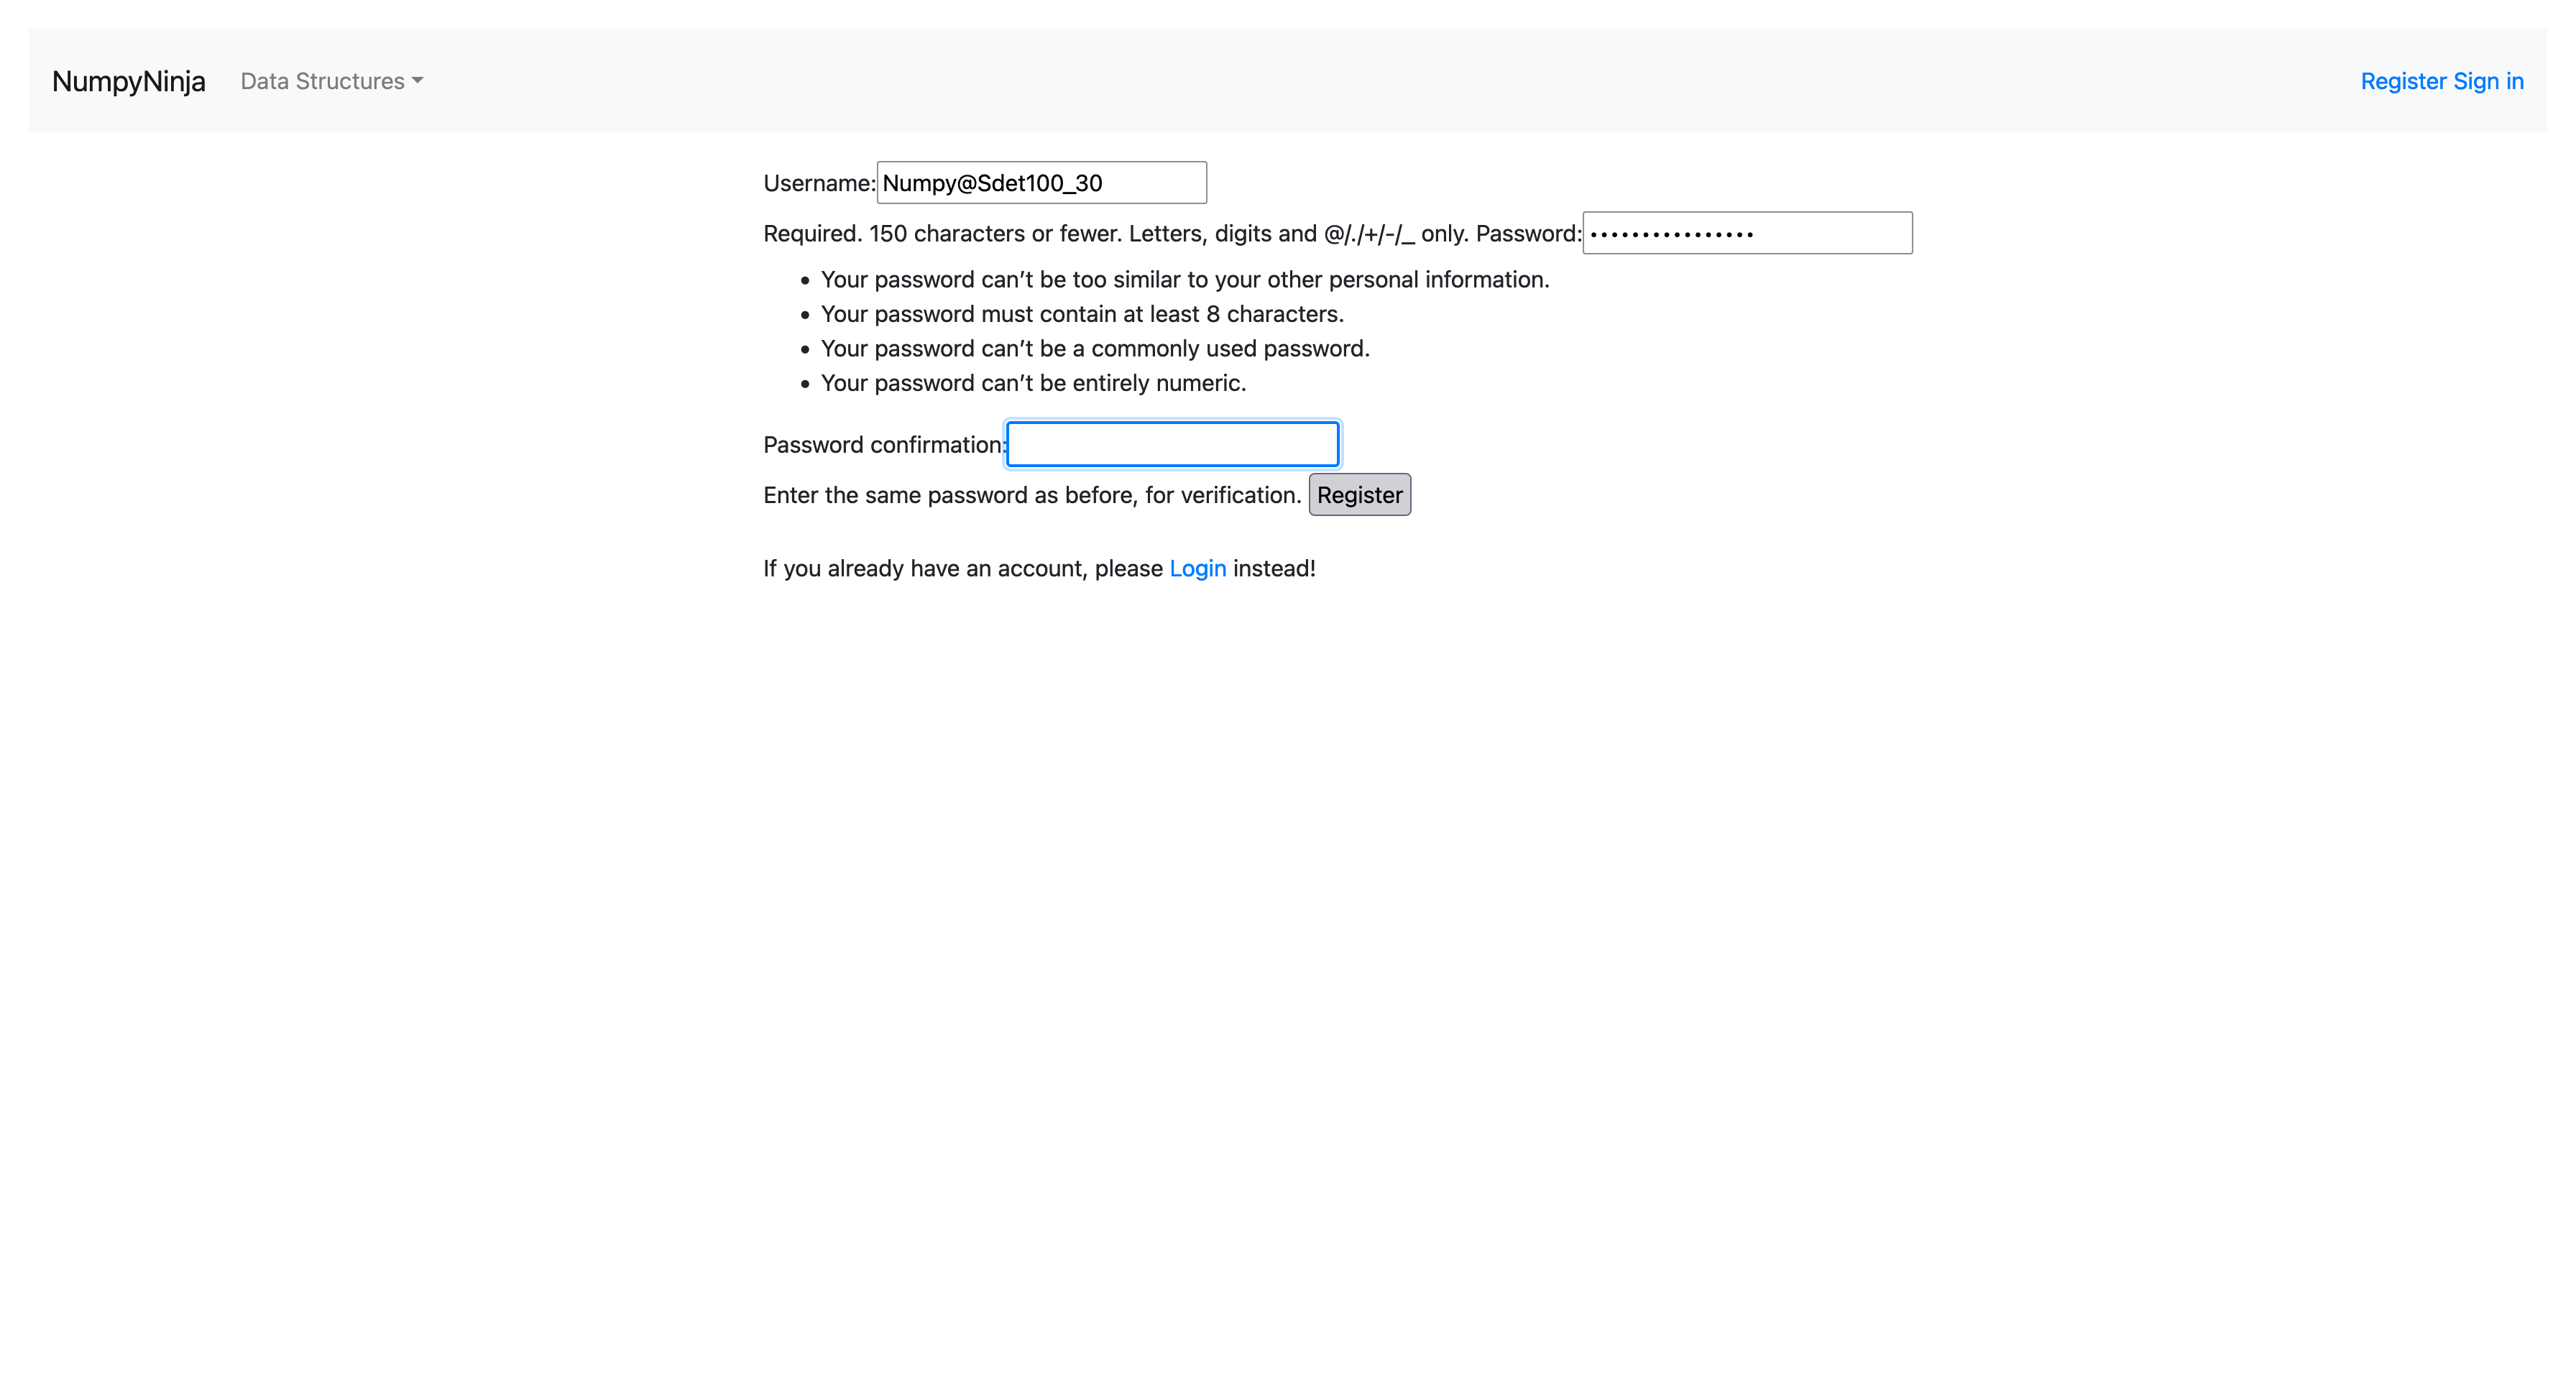 NumpyNinja Data Structures Register Sign in
Username: Numpy@Sdet100_30
Required. 150 characters or fewer. Letters, digits and @/./+/-/_ only. Password: ••••••••••••••••
• Your password can’t be too similar to your other personal information.
• Your password must contain at least 8 characters.
• Your password can’t be a commonly used password.
• Your password can’t be entirely numeric.
Password confirmation:
Enter the same password as before, for verification. Register
If you already have an account, please Login instead!